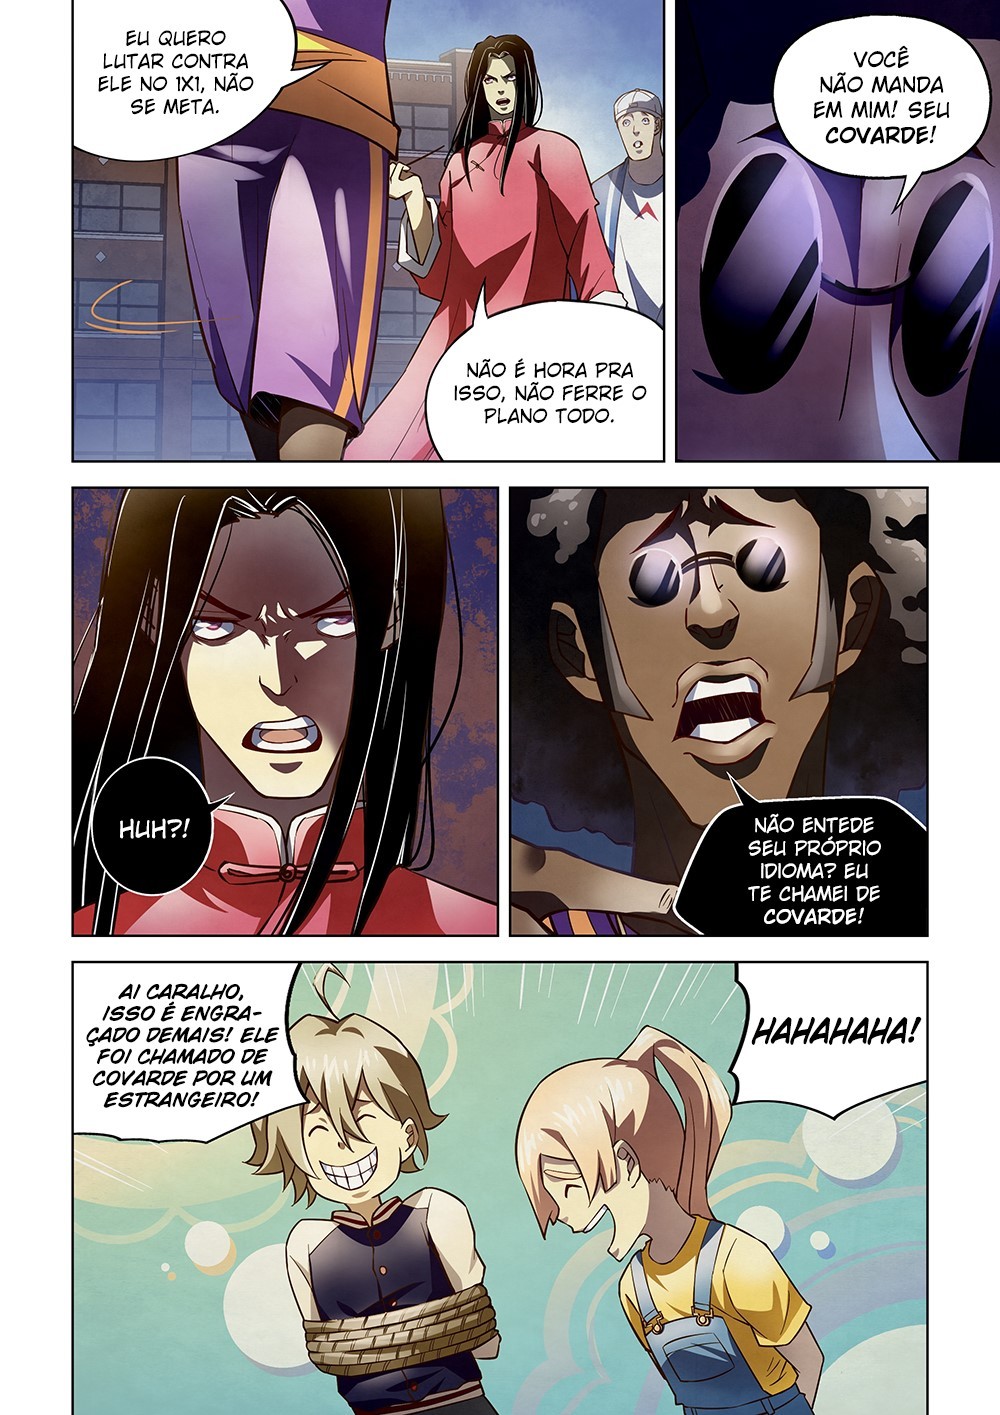 EU QUERO
LUTAR CONTRA
ELE NO 1X1, NÃO
SE META.
NÃO É HORA PRA
ISSO, NÃO FERRE O
PLANO TODO.
VOCÊ
NÃO MANDA
EM MIM! SEU
COVARDE!
HUH?!
NÃO ENTEDE
SEU PRÓPRIO
IDIOMA? EU
TE CHAMEI DE
COVARDE!
AI CARALHO,
ISSO É ENGRA-
ÇADO DEMAIS! ELE
FOI CHAMADO DE
COVARDE POR UM
ESTRANGEIRO!
HAHAHAHA!